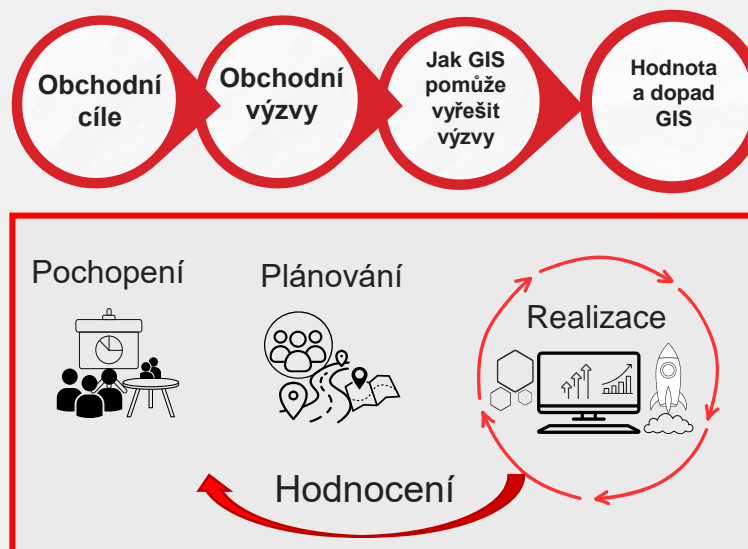 Obchodní
cíle
Obchodní
výzvy
Jak GIS
pomůže
vyřešit
výzvy
Hodnota
a dopad
GIS
Pochopení
Plánování
Realizace
Hodnocení